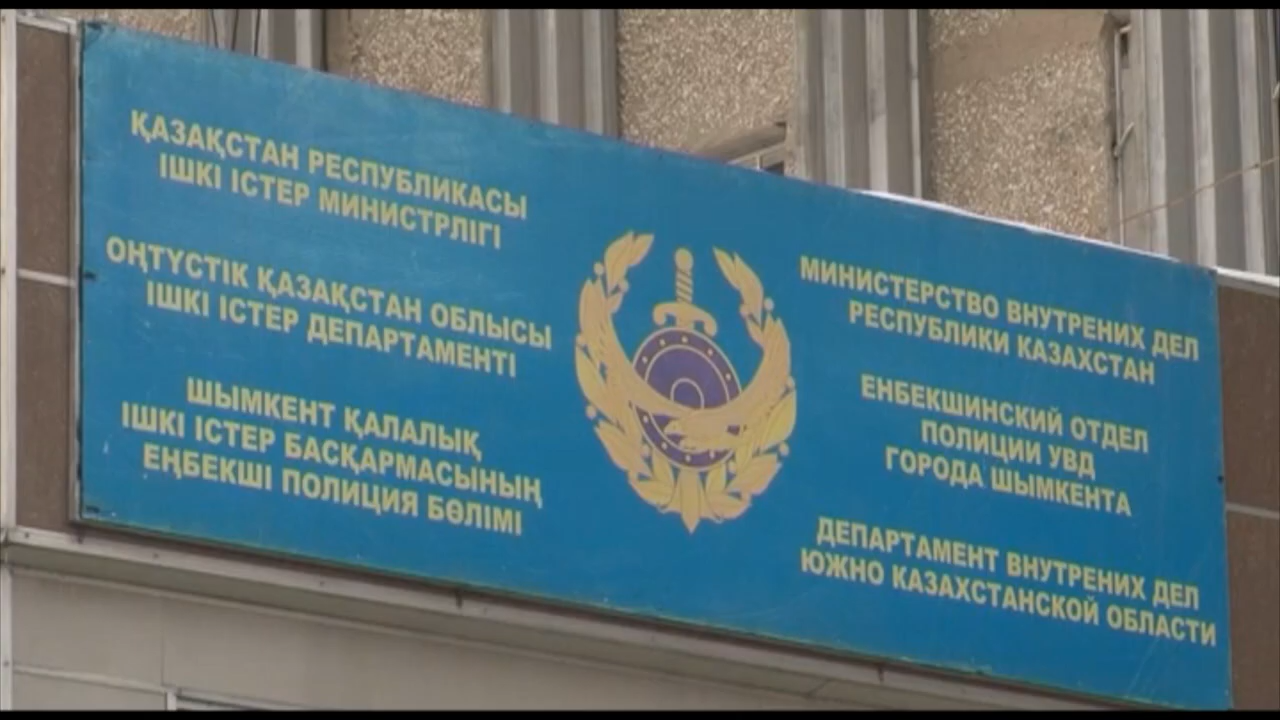 ҚАЗАҚСТАН РЕСПУБЛИКАСЫ
ІШКІ ІСТЕР МИНИСТРЛІГІ
ОҢТҮСТІК ҚАЗАҚСТАН ОБЛЫСЫ
ІШКІ ІСТЕР ДЕПАРТАМЕНТІ
ШЫМКЕНТ ҚАЛАЛЫҚ
ІШКІ ІСТЕР БАСҚАРМАСЫНЫҢ
ЕҢБЕКШІ ПОЛИЦИЯ БӨЛІМІ
МИНИСТЕРСТВО ВНУТРЕНИХ ДЕЛ
РЕСПУБЛИКИ КАЗАХСТАН
ЕНБЕКШИНСКИЙ ОТДЕЛ
ПОЛИЦИИ УВД
ГОРОДА ШЫМКЕНТА
ДЕПАРТАМЕНТ ВНУТРЕНИХ ДЕЛ
ЮЖНО КАЗАХСТАНСКОЙ ОБЛАСТИ